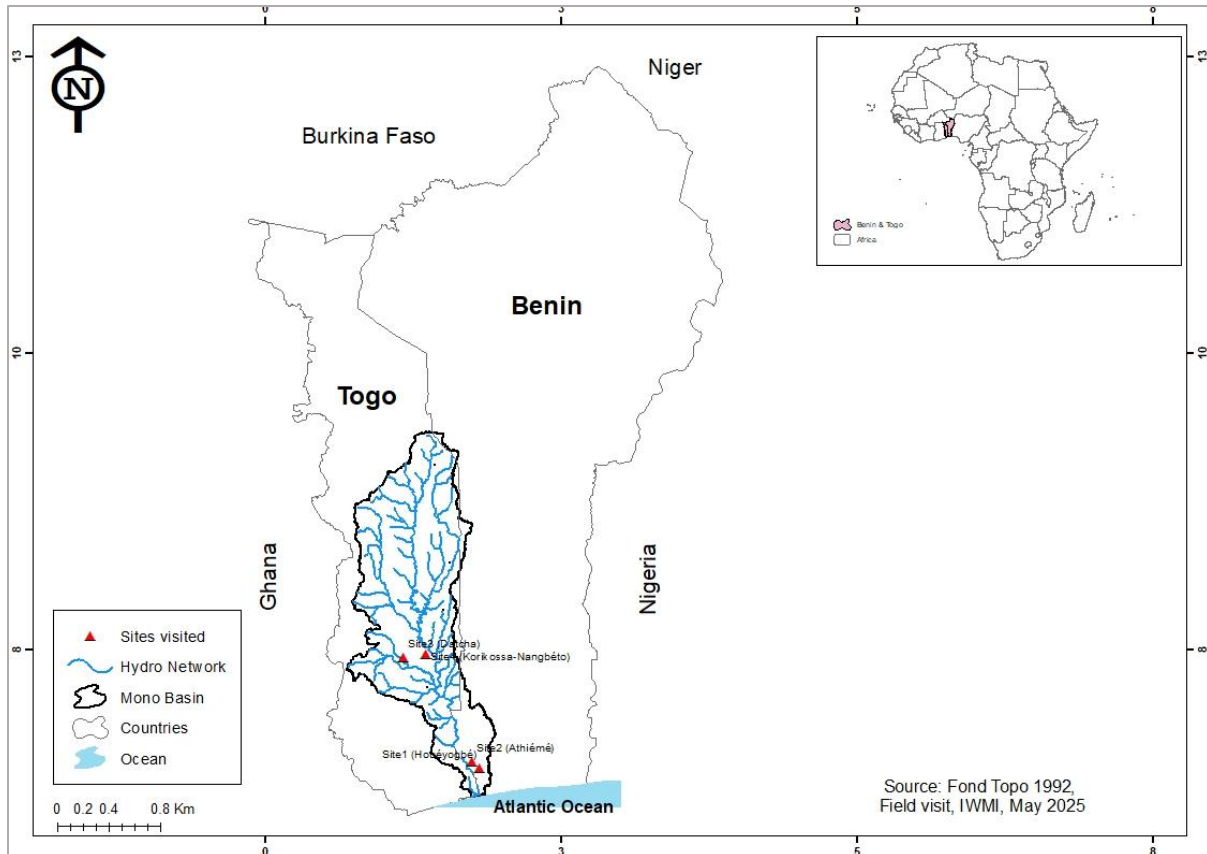 0
3
5
8
13
13
N
Niger
Burkina Faso
Benin & Togo
Africa
Benin
10
10
Togo
Ghana
Nigeria
Sites visited
Hydro Network
Mono Basin
Countries
Ocean
8
8
Site3 (Datcha)
Site4 (Korikossa-Nangbéto)
Site2 (Athiémé)
Site1 (Houéyogbé)
0 0.2 0.4 0.8 Km
Atlantic Ocean
Source: Fond Topo 1992,
Field visit, IWMI, May 2025
0
3
5
8